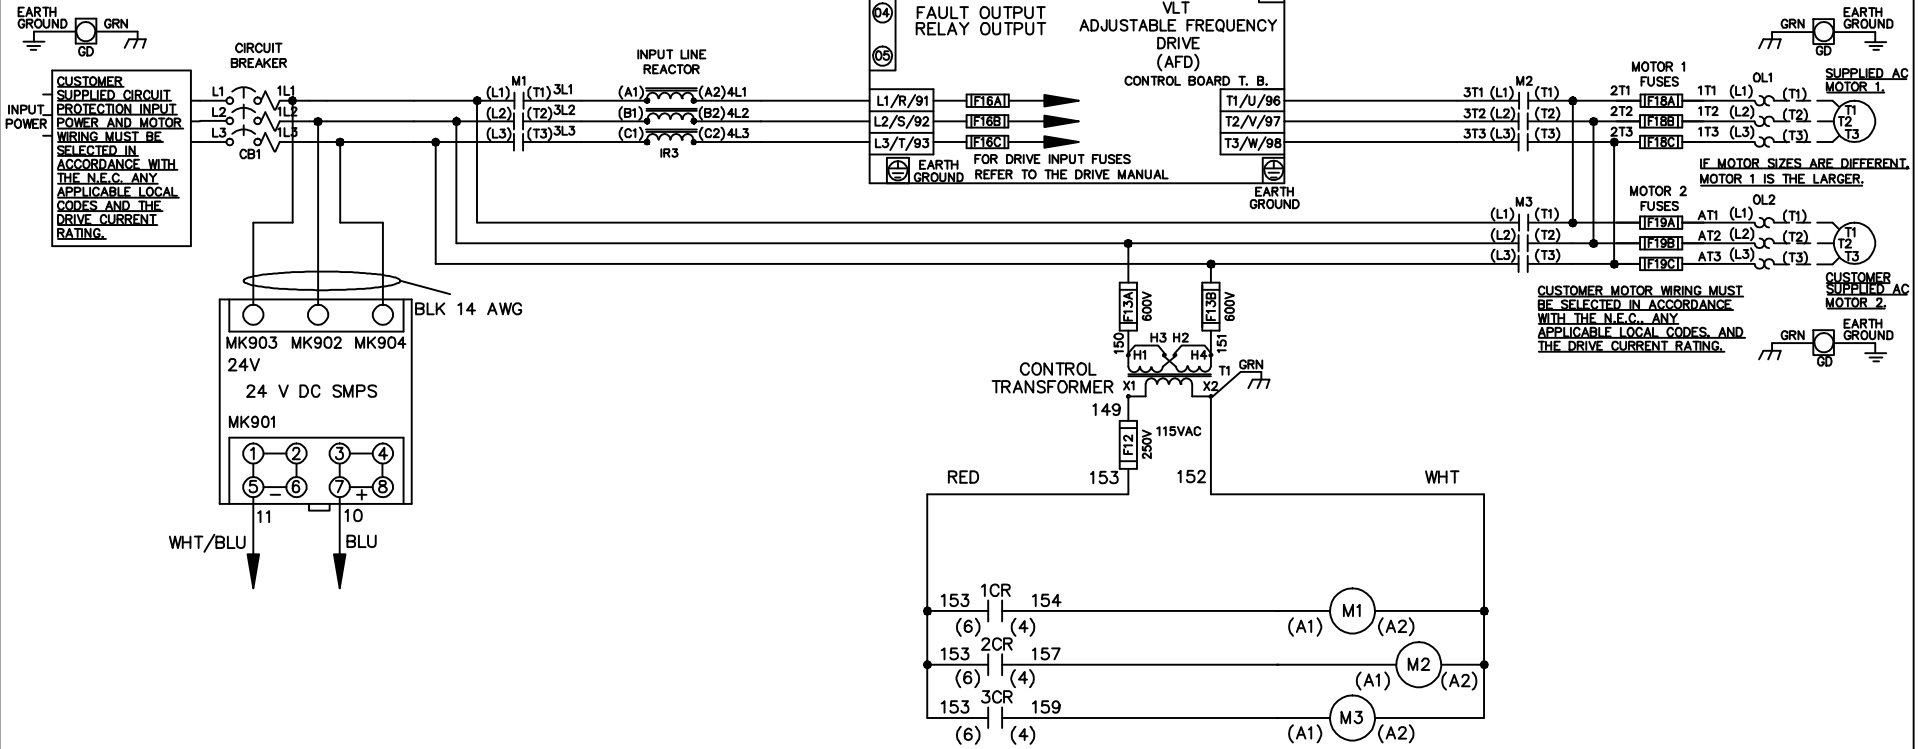 EARTH
GROUND
GRN
GD
CIRCUIT
BREAKER
INPUT
POWER
CUSTOMER
SUPPLIED CIRCUIT
PROTECTION INPUT
POWER AND MOTOR
WIRING MUST BE
SELECTED IN
ACCORDANCE WITH
THE N.E.C. ANY
APPLICABLE LOCAL
CODES AND THE
DRIVE CURRENT
RATING.
L1 1L1
L2 1L2
L3 1L3
CB1
M1
(L1) (T1) 3L1
(L2) (T2) 3L2
(L3) (T3) 3L3
INPUT LINE
REACTOR
(A1) (A2) 4L1
(B1) (B2) 4L2
(C1) (C2) 4L3
IR3
04
05
FAULT OUTPUT
RELAY OUTPUT
VLT
ADJUSTABLE FREQUENCY
DRIVE
(AFD)
CONTROL BOARD T. B.
L1/R/91 F16A T1/U/96
L2/S/92 F16B T2/V/97
L3/T/93 F16C T3/W/98
EARTH
GROUND
FOR DRIVE INPUT FUSES
REFER TO THE DRIVE MANUAL
EARTH
GROUND
GRN
GD
EARTH
GROUND
M2
MOTOR 1
FUSES
OL1
SUPPLIED AC
MOTOR 1.
3T1 (L1) (T1) 2T1 F18A 1T1 (L1) (T1)
3T2 (L2) (T2) 2T2 F18B 1T2 (L2) (T2)
3T3 (L3) (T3) 2T3 F18C 1T3 (L3) (T3)
T1
T2
T3
IF MOTOR SIZES ARE DIFFERENT,
MOTOR 1 IS THE LARGER.
M3
MOTOR 2
FUSES
OL2
(L1) (T1) F19A AT1 (L1) (T1)
(L2) (T2) F19B AT2 (L2) (T2)
(L3) (T3) F19C AT3 (L3) (T3)
T1
T2
T3
CUSTOMER
SUPPLIED AC
MOTOR 2.
CUSTOMER MOTOR WIRING MUST
BE SELECTED IN ACCORDANCE
WITH THE N.E.C., ANY
APPLICABLE LOCAL CODES, AND
THE DRIVE CURRENT RATING.
GRN
GD
EARTH
GROUND
BLK 14 AWG
MK903 MK902 MK904
24V
24 V DC SMPS
MK901
1 2 3 4
5 - 6 7 + 8
11 10
WHT/BLU BLU
F13A
600V
F13B
600V
150
151
H3 H2
H1 H4
CONTROL
TRANSFORMER
X1 X2
T1
GRN
149
F12
250V
115VAC
RED 153 152 WHT
1CR
153 154 M1
(6) (4) (A1) (A2)
2CR
153 157 M2
(6) (4) (A1) (A2)
3CR
153 159 M3
(6) (4) (A1) (A2)